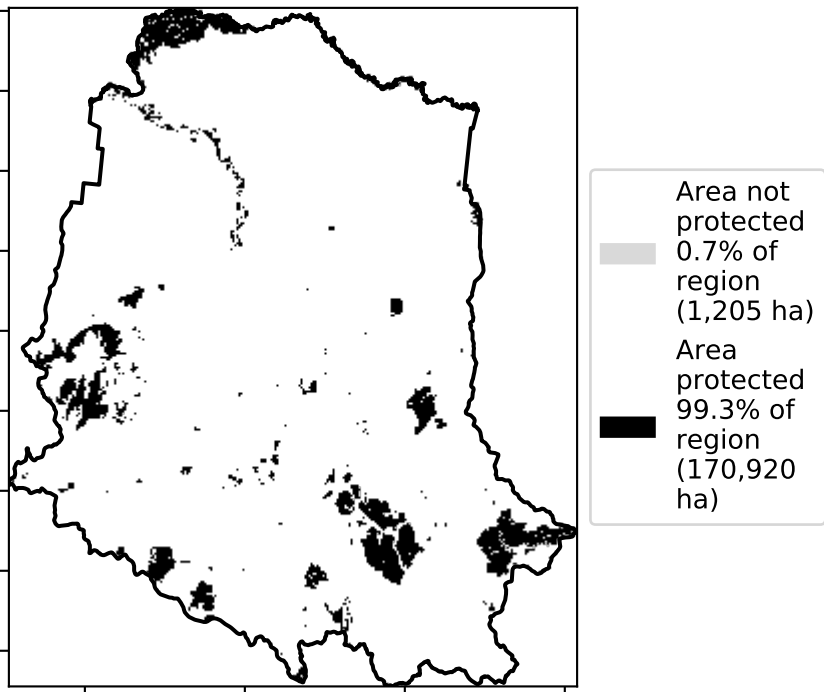 Area not
protected
0.7% of
region
(1,205 ha)
Area
protected
99.3% of
region
(170,920
ha)